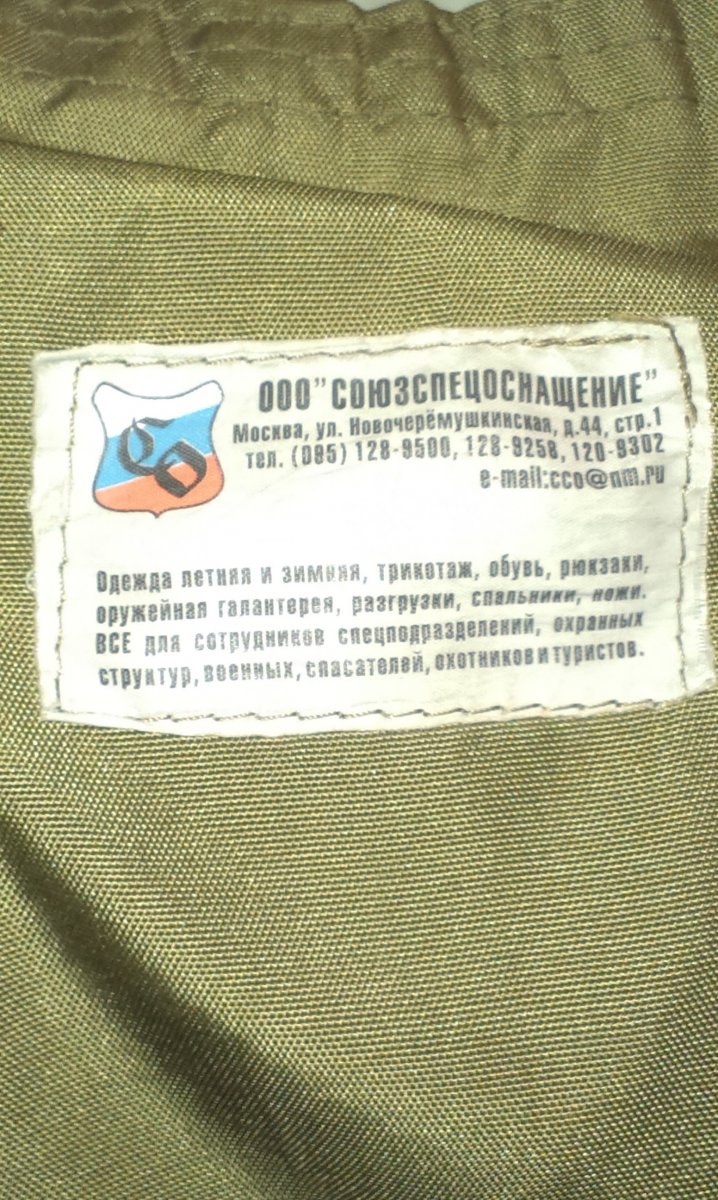 ООО"СОЮЗСПЕЦОСНАЩЕНИЕ"
Москва, ул. Новочерёмушкинская, д.44, стр.1
тел. (095) 128-9500, 128-9258, 120-9302
e-mail:cco@nm.ru
Одежда летняя и зимняя, трикотаж, обувь, рюкзаки,
оружейная галантерея, разгрузки, спальники, ножи.
ВСЕ для сотрудников спецподразделений, охранных
структур, военных, спасателей, охотников и туристов.